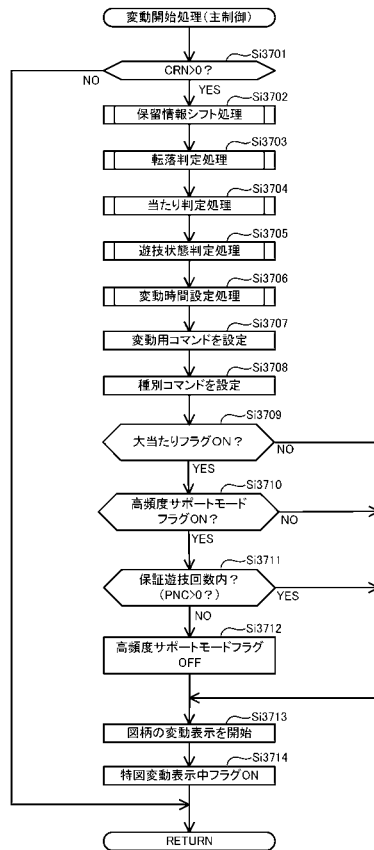 変動開始処理(主制御)
Si3701
CRN>0?
NO
YES
Si3702
保留情報シフト処理
Si3703
転落判定処理
Si3704
当たり判定処理
Si3705
遊技状態判定処理
Si3706
変動時間設定処理
Si3707
変動用コマンドを設定
Si3708
種別コマンドを設定
Si3709
大当たりフラグON?
NO
YES
Si3710
高頻度サポートモード
フラグON?
NO
YES
Si3711
保証遊技回数内?
(PNC>0?)
YES
NO
Si3712
高頻度サポートモードフラグ
OFF
Si3713
図柄の変動表示を開始
Si3714
特図変動表示中フラグON
RETURN